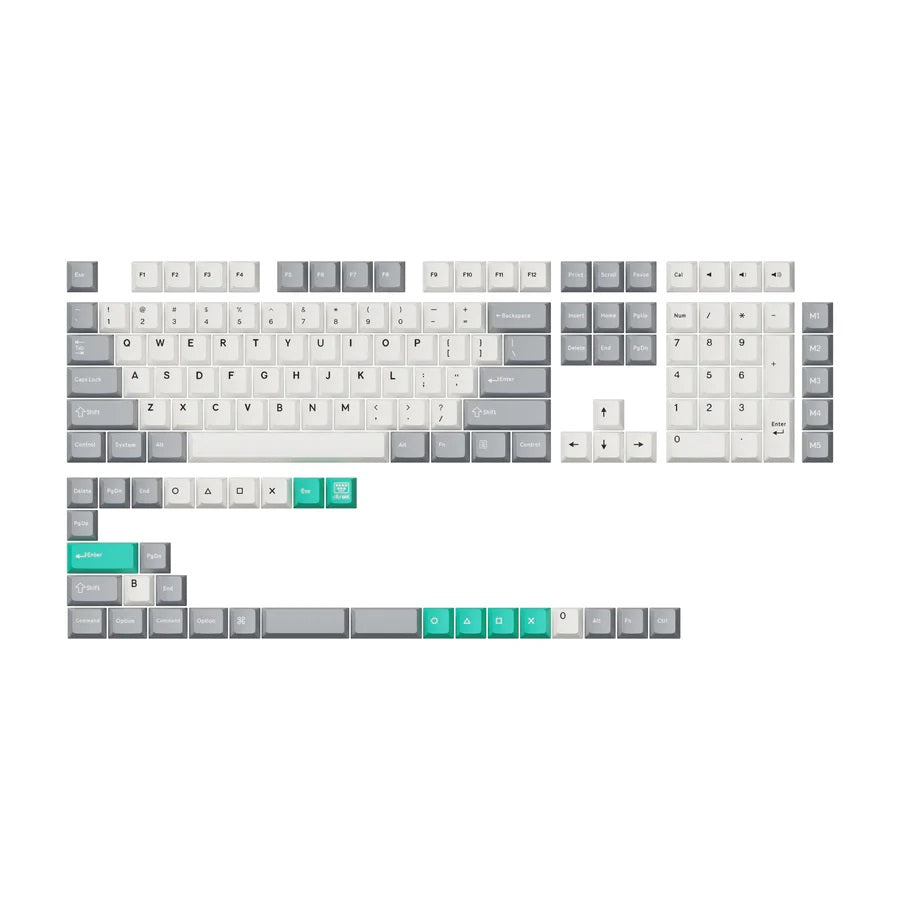 Esc F1 F2 F3 F4 F5 F6 F7 F8 F9 F10 F11 F12 Print Scroll Pause Cal
~ ! @ # $ % ^ & * ( ) — + ←Backspace Insert Home PgUp Num / * −
` 1 2 3 4 5 6 7 8 9 0 - = M1
Tab Q W E R T Y U I O P { } | Delete End PgDn 7 8 9 M2
[ ] \ +
Caps Lock A S D F G H J K L : " Enter 4 5 6 M3
; '
Shift Z X C V B N M < > ? Shift ↑ 1 2 3 Enter M4
, . /
Control System Alt Alt Fn ⌘ Control ← ↓ → 0 . M5
Delete PgDn End ○ △ □ ✕ Esc
PgUp
Enter PgDn
Shift B End
Command Option Command Option ⌘ ○ △ □ ✕ 0 Alt Fn Ctrl